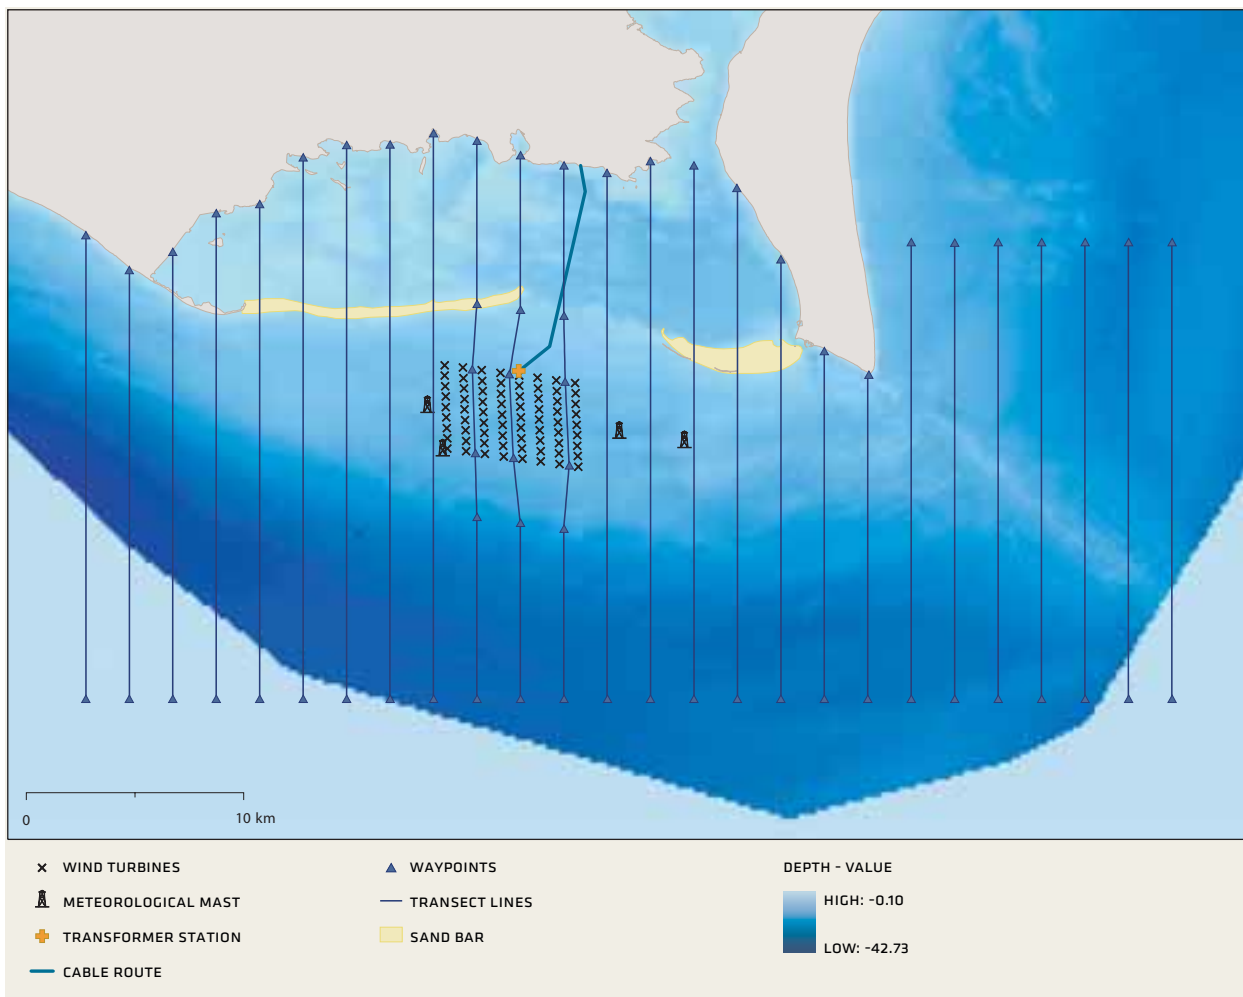 0 10 km
WIND TURBINES
METEOROLOGICAL MAST
TRANSFORMER STATION
CABLE ROUTE
WAYPOINTS
TRANSECT LINES
SAND BAR
DEPTH - VALUE
HIGH: -0.10
LOW: -42.73